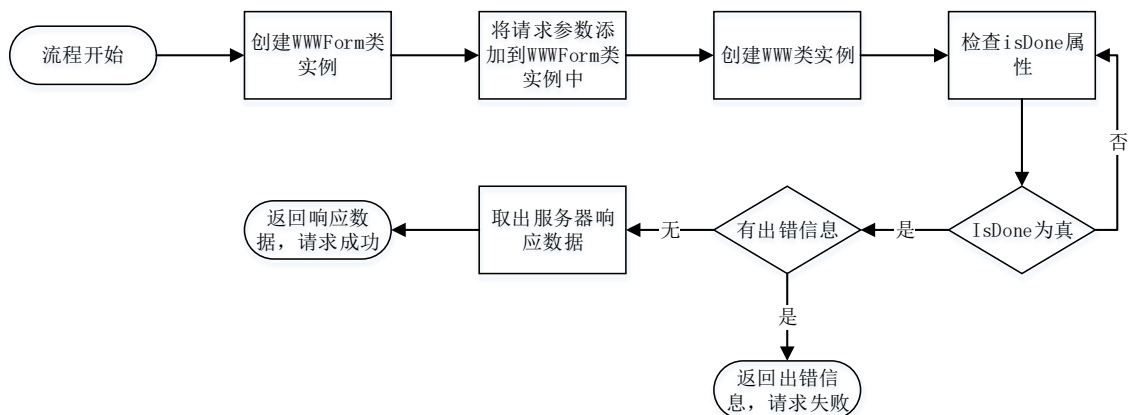 流程开始
创建WWWForm类
实例
将请求参数添
加到WWWForm类
实例中
创建WWW类实例
检查isDone属
性
否
IsDone为真
是
有出错信息
无
取出服务器响
应数据
返回响应数
据，请求成功
是
返回出错信
息，请求失败